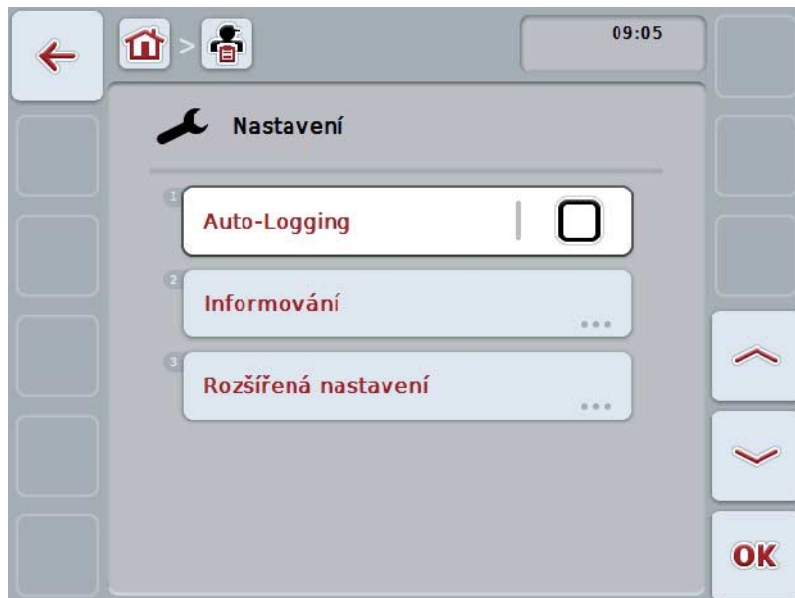 >
09:05
Nastavení
1
Auto-Logging
2
Informování
...
3
Rozšířená nastavení
...
OK